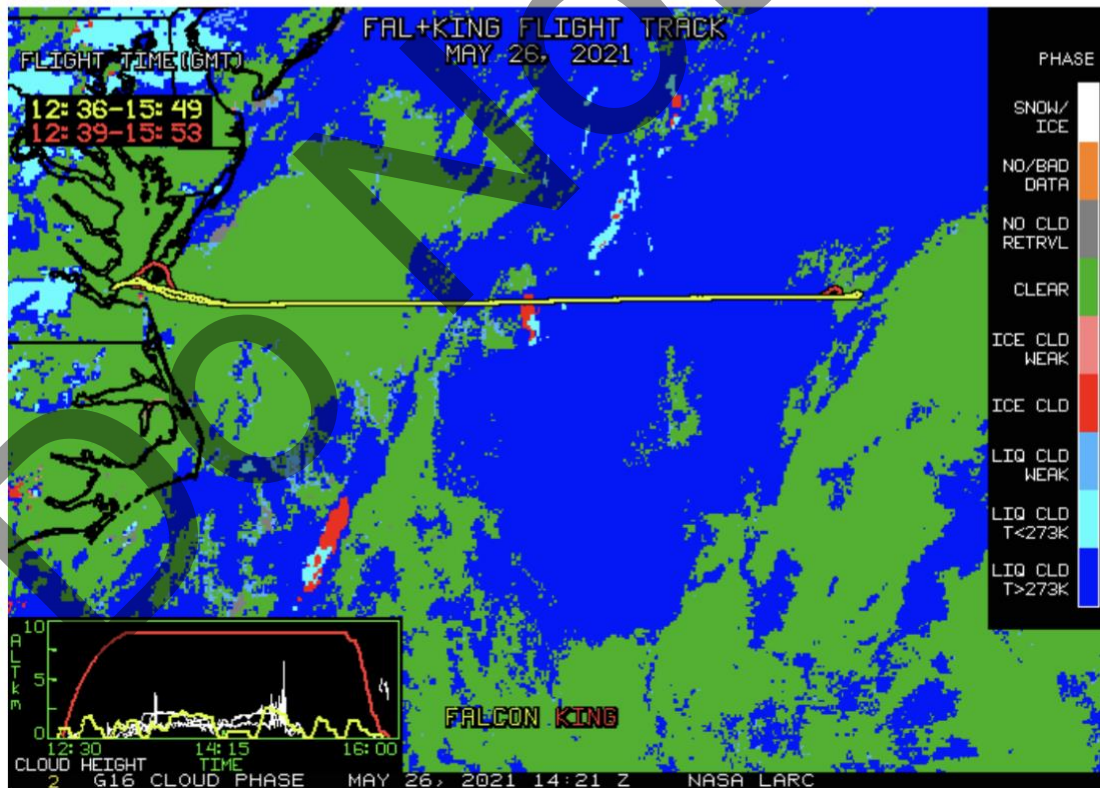 FAL+KING FLIGHT TRACK
MAY 26, 2021
FLIGHT TIME(GMT)
12:36-15:49
12:39-15:53
PHASE
SNOW/
ICE
NO/BAD
DATA
NO CLD
RETRVL
CLEAR
ICE CLD
WEAK
ICE CLD
LIQ CLD
WEAK
LIQ CLD
T<273K
LIQ CLD
T>273K
10
ALT km
5
0
12:30 14:15 16:00
CLOUD HEIGHT TIME
FALCON KING
2 G16 CLOUD PHASE MAY 26, 2021 14:21 Z NASA LARC